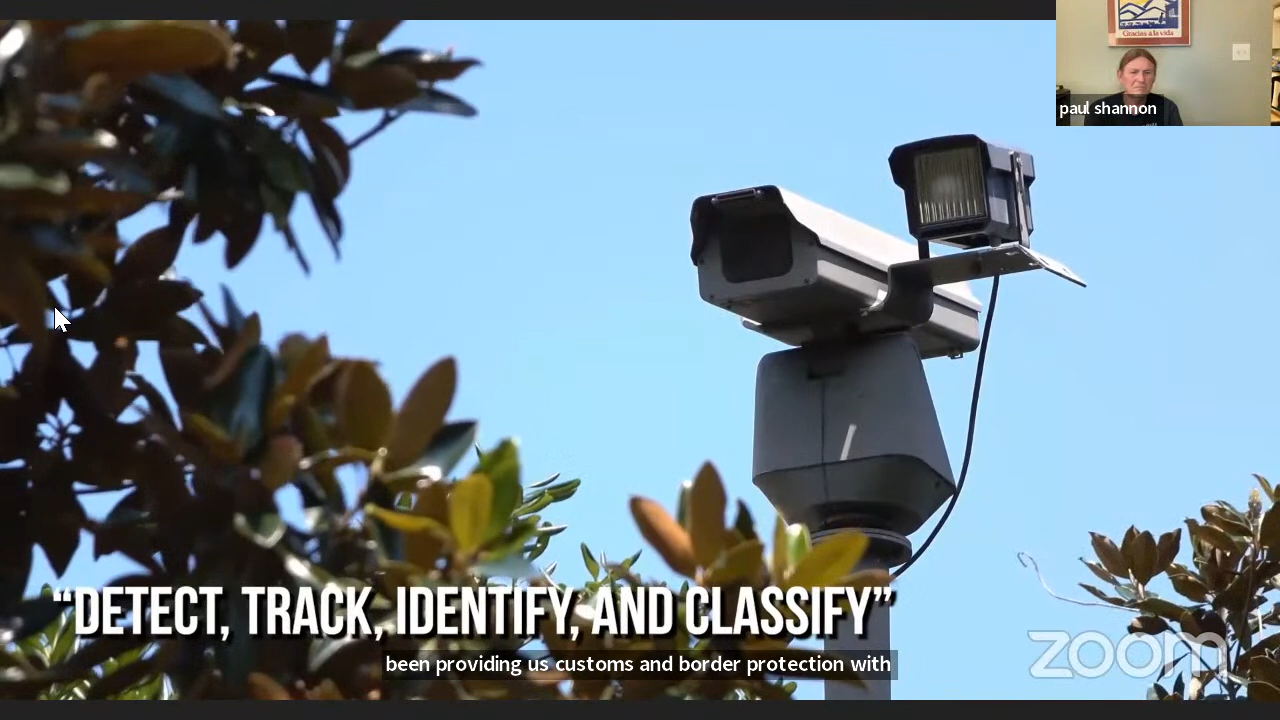 Gracias a la vida
paul shannon
“DETECT, TRACK, IDENTIFY, AND CLASSIFY”
been providing us customs and border protection with
zoom